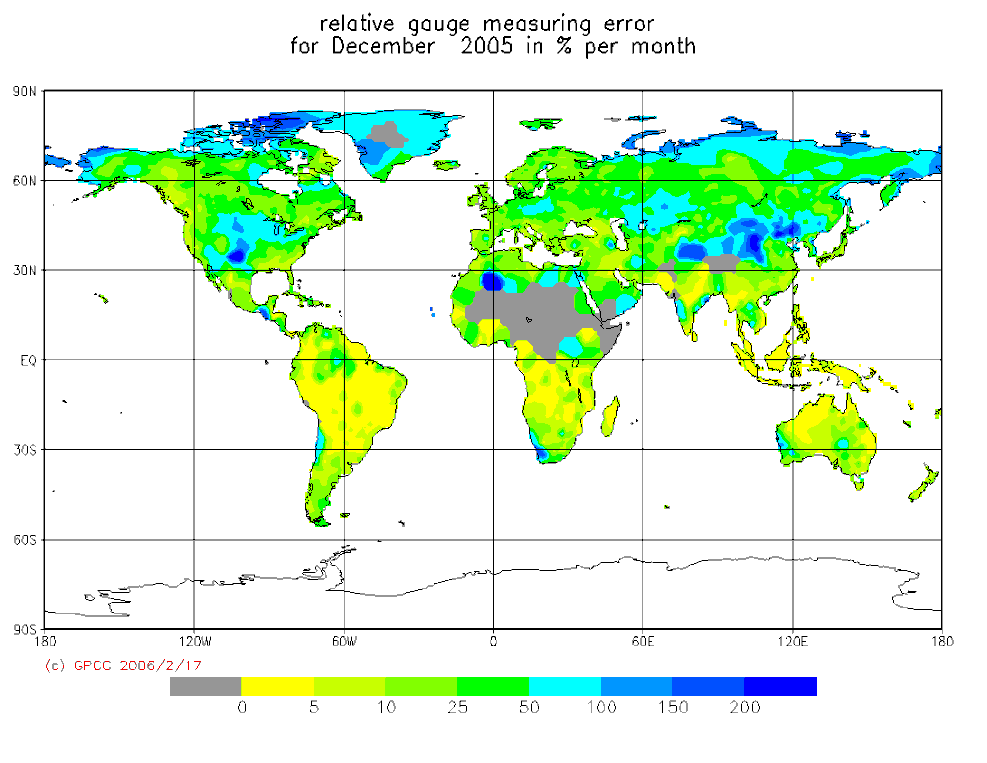 relative gauge measuring error
for December 2005 in % per month
90N
60N
30N
EQ
30S
60S
90S
180 120W 60W 0 60E 120E 180
(c) GPCC 2006/2/17
0 5 10 25 50 100 150 200